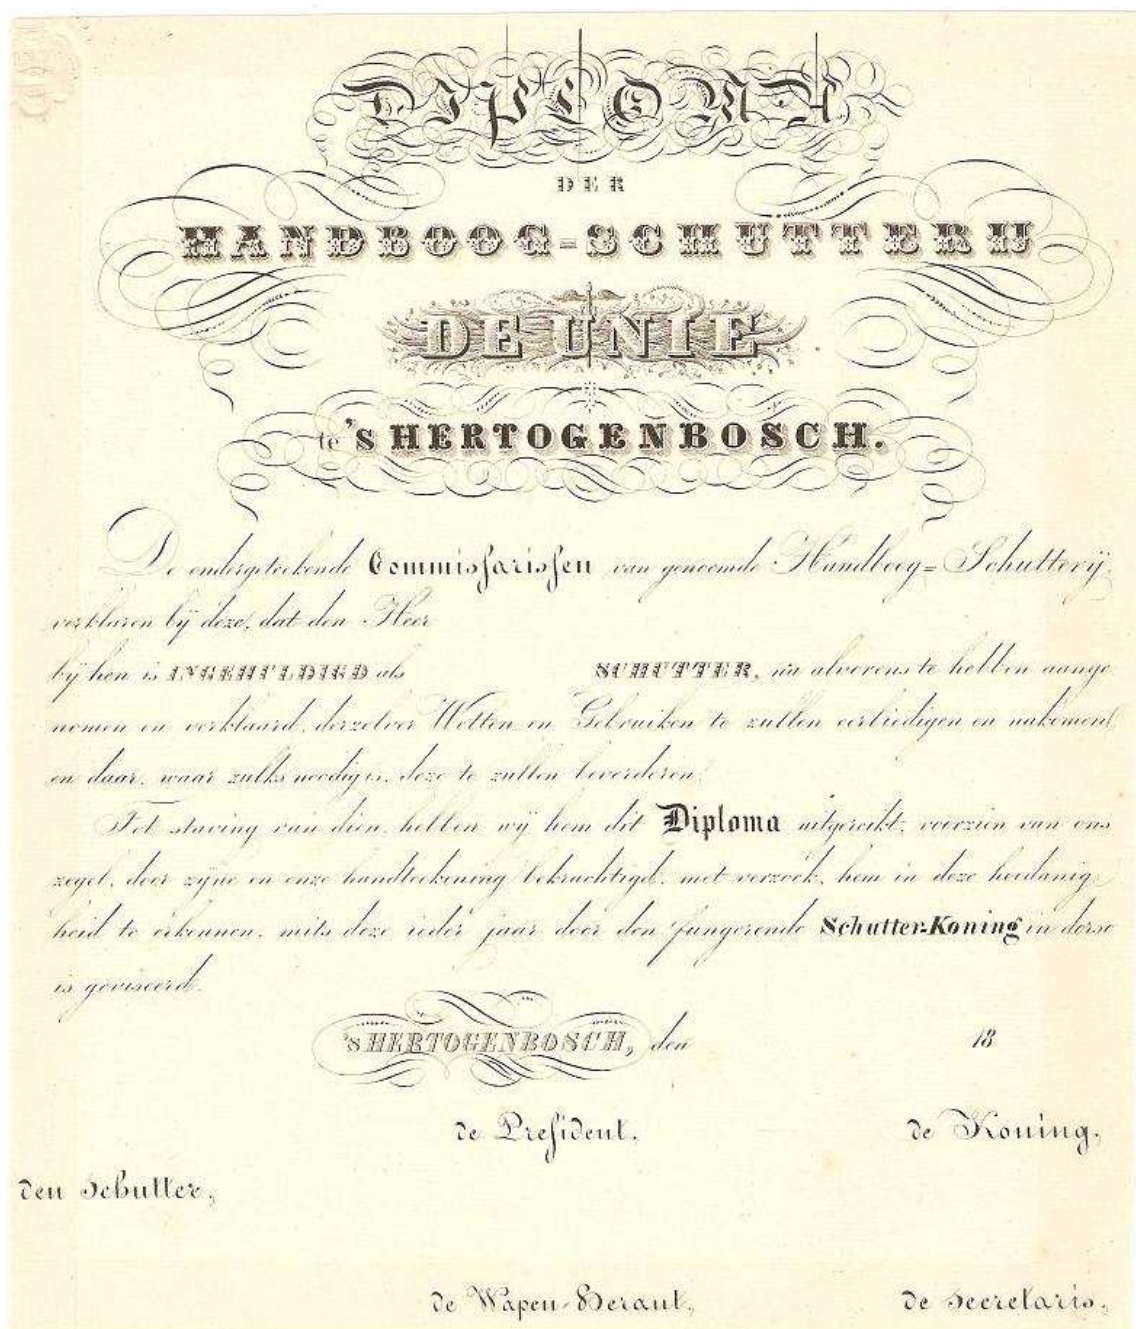 DIPLOMA
DER
HANDBOOG=SCHUTTERIJ
DE UNIE
te 's HERTOGENBOSCH.
De ondergeteekende Commissarissen van genoemde Handboog=Schutterij,
verklaren bij deze, dat den Heer
bij hen is INGEHULDIGD als SCHUTTER, na alvorens te hebben aange
nomen en verklaard, derzelver Wetten en Gebruiken te zullen eerbiedigen en nakomen,
en daar, waar zulks noodig is, deze te zullen bevorderen.
Tot staving van dien, hebben wij hem dit Diploma uitgereikt, voorzien van ons
zegel, door zijne en onze handteekening bekrachtigd, met verzoek, hem in deze hoedanig-
heid te erkennen, mits deze ieder jaar door den fungerende Schutter-Koning in dorso
is geviseerd.
's HERTOGENBOSCH, den 18
de President, de Koning,
den Schutter,
de Wapen-Heraut, de Secretaris,